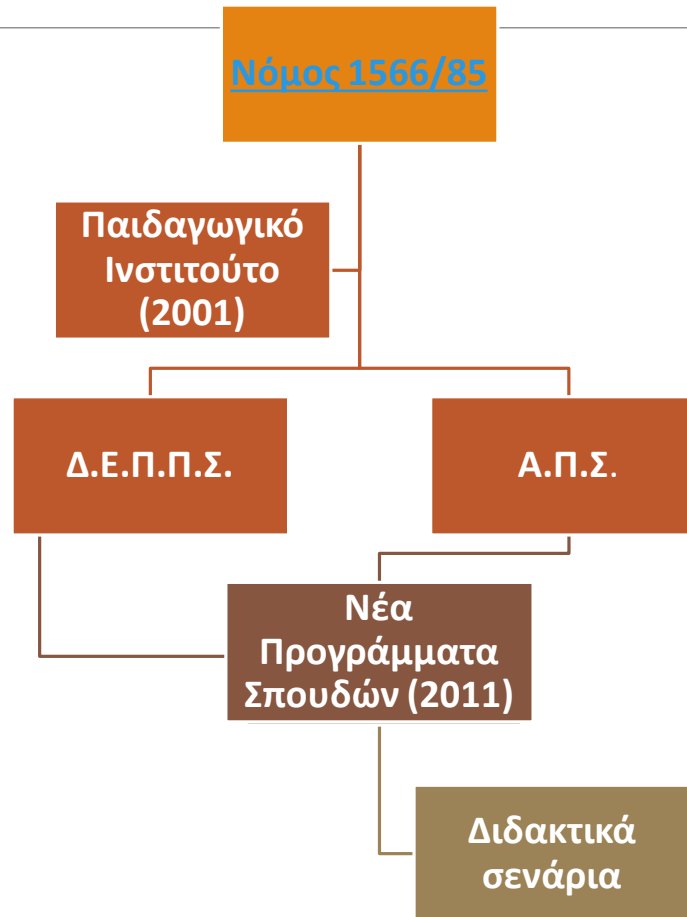 Νόμος 1566/85
Παιδαγωγικό
Ινστιτούτο
(2001)
Δ.Ε.Π.Π.Σ.
Α.Π.Σ.
Νέα
Προγράμματα
Σπουδών (2011)
Διδακτικά
σενάρια